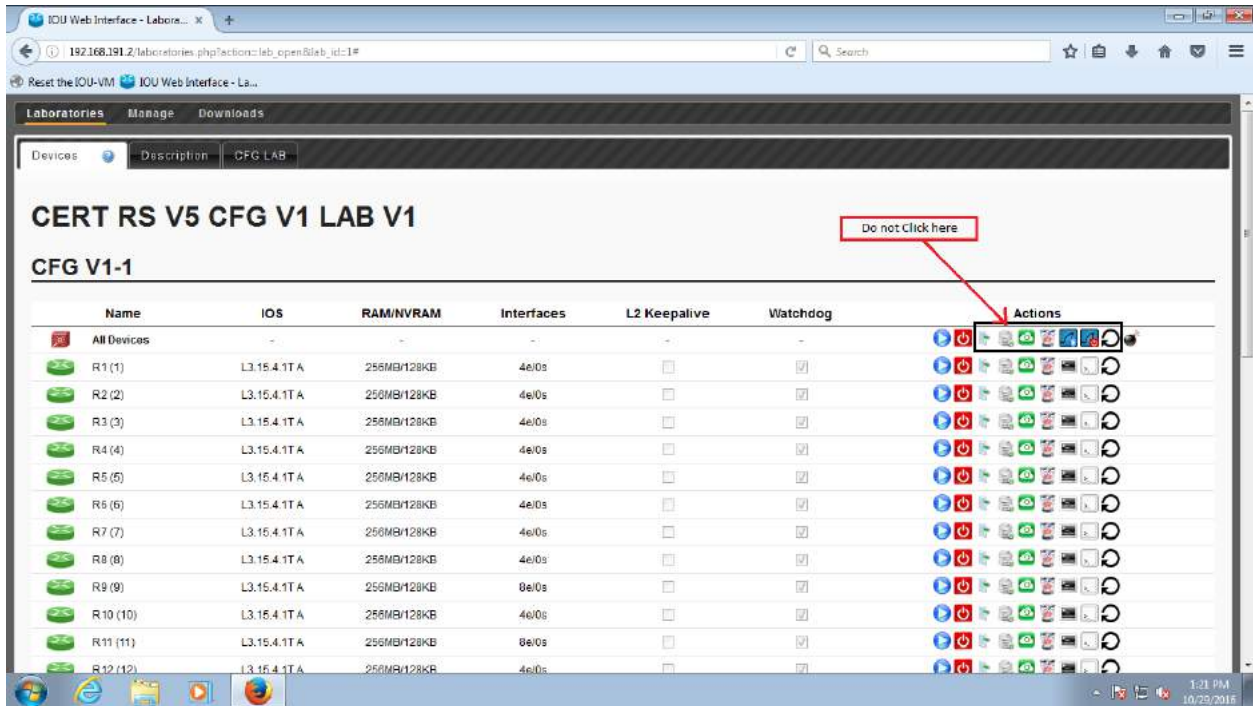 IOU Web Interface - Labora... x +
192.168.191.2/laboratories.php?action=lab_open&lab_id=1#
Search
Reset the IOU-VM IOU Web Interface - La...
Laboratories Manage Downloads
Devices ? Description CFG LAB
CERT RS V5 CFG V1 LAB V1
Do not Click here
CFG V1-1
Name IOS RAM/NVRAM Interfaces L2 Keepalive Watchdog Actions
All Devices - - - - -
R1 (1) L3.15.4.1T A 256MB/128KB 4e/0s
R2 (2) L3.15.4.1T A 256MB/128KB 4e/0s
R3 (3) L3.15.4.1T A 256MB/128KB 4e/0s
R4 (4) L3.15.4.1T A 256MB/128KB 4e/0s
R5 (5) L3.15.4.1T A 256MB/128KB 4e/0s
R6 (6) L3.15.4.1T A 256MB/128KB 4e/0s
R7 (7) L3.15.4.1T A 256MB/128KB 4e/0s
R8 (8) L3.15.4.1T A 256MB/128KB 4e/0s
R9 (9) L3.15.4.1T A 256MB/128KB 8e/0s
R10 (10) L3.15.4.1T A 256MB/128KB 4e/0s
R11 (11) L3.15.4.1T A 256MB/128KB 8e/0s
R12 (12) L3.15.4.1T A 256MB/128KB 4e/0s
1:21 PM
10/29/2016